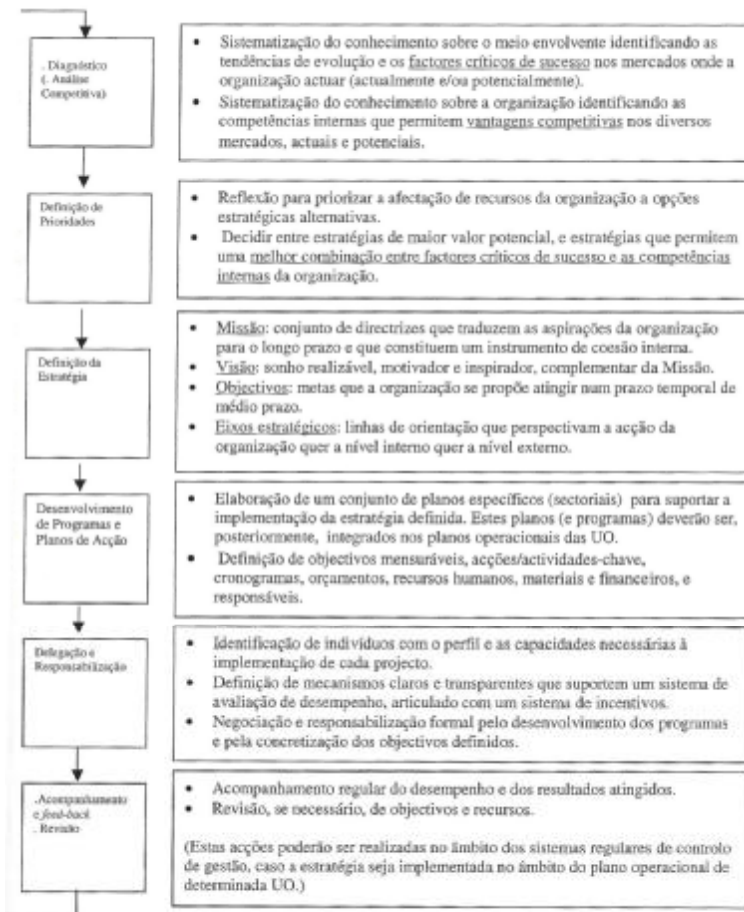 . Diagnóstico
(. Análise
Competitiva)
• Sistematização do conhecimento sobre o meio envolvente identificando as
tendências de evolução e os factores críticos de sucesso nos mercados onde a
organização actuar (actualmente e/ou potencialmente).
• Sistematização do conhecimento sobre a organização identificando as
competências internas que permitem vantagens competitivas nos diversos
mercados, actuais e potenciais.
Definição de
Prioridades
• Reflexão para priorizar a afectação de recursos da organização a opções
estratégicas alternativas.
• Decidir entre estratégias de maior valor potencial, e estratégias que permitem
uma melhor combinação entre factores críticos de sucesso e as competências
internas da organização.
Definição da
Estratégia
• Missão: conjunto de directrizes que traduzem as aspirações da organização
para o longo prazo e que constituem um instrumento de coesão interna.
• Visão: sonho realizável, motivador e inspirador, complementar da Missão.
• Objectivos: metas que a organização se propõe atingir num prazo temporal de
médio prazo.
• Eixos estratégicos: linhas de orientação que perspectivam a acção da
organização quer a nível interno quer a nível externo.
Desenvolvimento
de Programas e
Planos de Acção
• Elaboração de um conjunto de planos específicos (sectoriais) para suportar a
implementação da estratégia definida. Estes planos (e programas) deverão ser,
posteriormente, integrados nos planos operacionais das UO.
• Definição de objectivos mensuráveis, acções/actividades-chave,
cronogramas, orçamentos, recursos humanos, materiais e financeiros, e
responsáveis.
Delegação e
Responsabilização
• Identificação de indivíduos com o perfil e as capacidades necessárias à
implementação de cada projecto.
• Definição de mecanismos claros e transparentes que suportem um sistema de
avaliação de desempenho, articulado com um sistema de incentivos.
• Negociação e responsabilização formal pelo desenvolvimento dos programas
e pela concretização dos objectivos definidos.
.Acompanhamento
e feed-back
. Revisão
• Acompanhamento regular do desempenho e dos resultados atingidos.
• Revisão, se necessário, de objectivos e recursos.
(Estas acções poderão ser realizadas no âmbito dos sistemas regulares de controlo
de gestão, caso a estratégia seja implementada no âmbito do plano operacional de
determinada UO.)